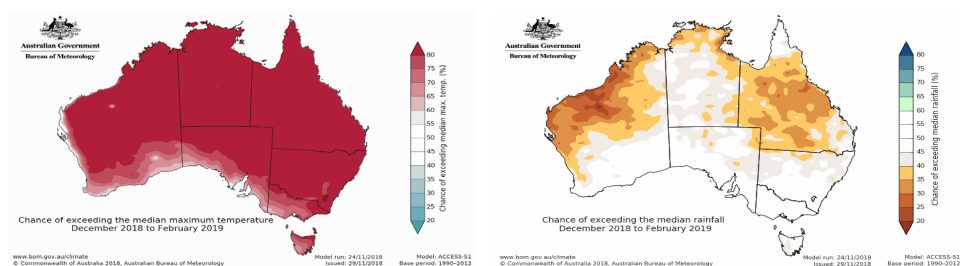 Australian Government
Bureau of Meteorology
80
75
70
65
60
55
50
45
40
35
30
25
20
Chance of exceeding median max. temp. (%)
Chance of exceeding the median maximum temperature
December 2018 to February 2019
www.bom.gov.au/climate
© Commonwealth of Australia 2018, Australian Bureau of Meteorology
Model run: 24/11/2018
Issued: 29/11/2018
Model: ACCESS-S1
Base period: 1990–2012
Australian Government
Bureau of Meteorology
80
75
70
65
60
55
50
45
40
35
30
25
20
Chance of exceeding median rainfall (%)
Chance of exceeding the median rainfall
December 2018 to February 2019
www.bom.gov.au/climate
© Commonwealth of Australia 2018, Australian Bureau of Meteorology
Model run: 24/11/2018
Issued: 29/11/2018
Model: ACCESS-S1
Base period: 1990–2012